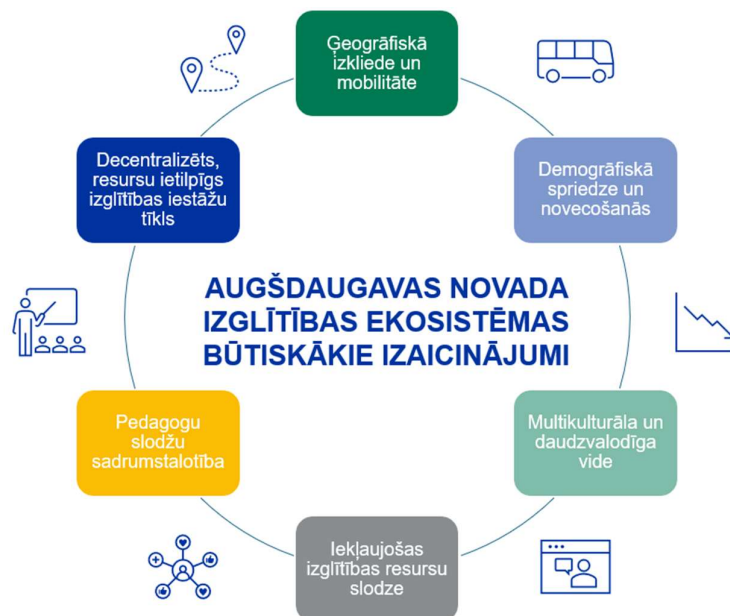 Ģeogrāfiskā
izkliede un
mobilitāte
Decentralizēts,
resursu ietilpīgs
izglītības iestāžu
tīkls
Demogrāfiskā
spriedze un
novecošanās
AUGŠDAUGAVAS NOVADA
IZGLĪTĪBAS EKOSISTĒMAS
BŪTISKĀKIE IZAICINĀJUMI
Pedagogu
slodžu
sadrumstalotība
Multikulturāla un
daudzvalodīga
vide
Iekļaujošas
izglītības resursu
slodze